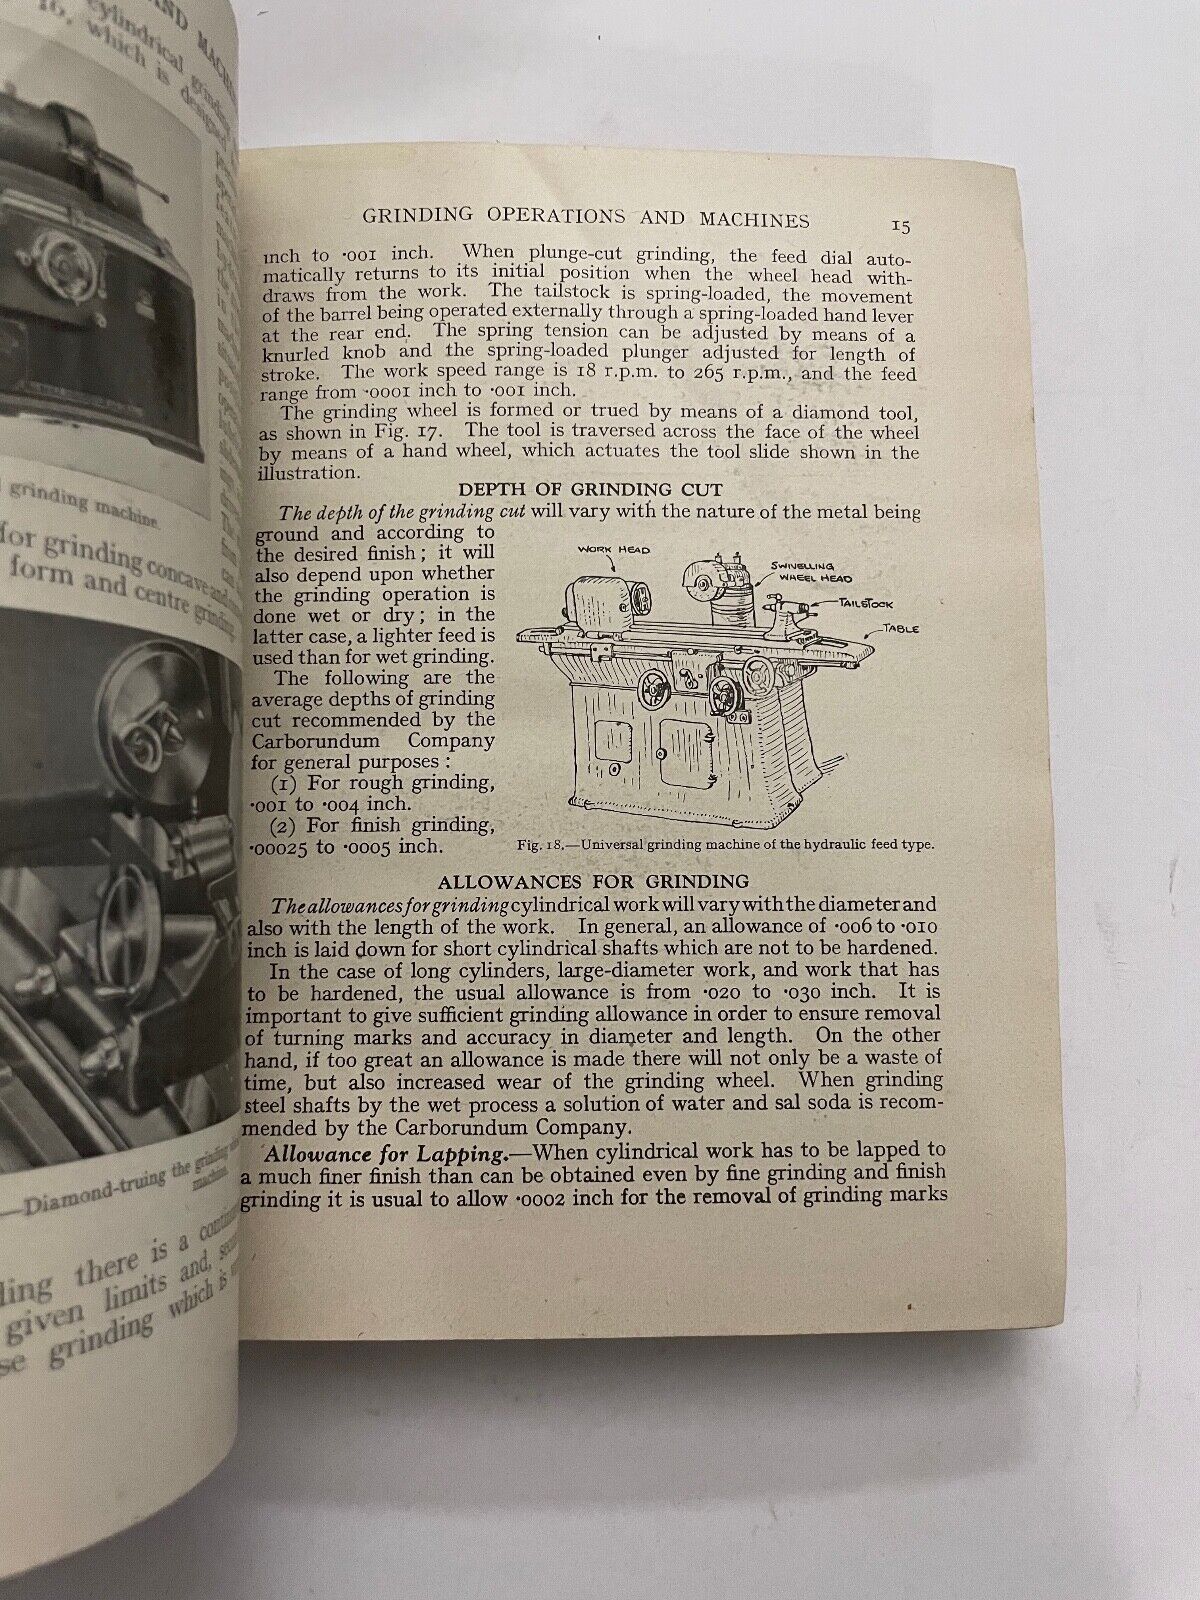 AND MACHIN
cylindrical grinding
16, which is designed
grinding machine.
for grinding concave and
form and centre grinding
—Diamond-truing the grinding
machine.
ding there is a
given limits and,
se grinding which is
GRINDING OPERATIONS AND MACHINES 15
inch to ·001 inch. When plunge-cut grinding, the feed dial auto-
matically returns to its initial position when the wheel head with-
draws from the work. The tailstock is spring-loaded, the movement
of the barrel being operated externally through a spring-loaded hand lever
at the rear end. The spring tension can be adjusted by means of a
knurled knob and the spring-loaded plunger adjusted for length of
stroke. The work speed range is 18 r.p.m. to 265 r.p.m., and the feed
range from ·0001 inch to ·001 inch.
The grinding wheel is formed or trued by means of a diamond tool,
as shown in Fig. 17. The tool is traversed across the face of the wheel
by means of a hand wheel, which actuates the tool slide shown in the
illustration.
DEPTH OF GRINDING CUT
The depth of the grinding cut will vary with the nature of the metal being
ground and according to
the desired finish; it will
also depend upon whether
the grinding operation is
done wet or dry; in the
latter case, a lighter feed is
used than for wet grinding.
The following are the
average depths of grinding
cut recommended by the
Carborundum Company
for general purposes:
(1) For rough grinding,
·001 to ·004 inch.
(2) For finish grinding,
·00025 to ·0005 inch.
WORK HEAD
SWIVELLING
WHEEL HEAD
TAILSTOCK
TABLE
Fig. 18.—Universal grinding machine of the hydraulic feed type.
ALLOWANCES FOR GRINDING
The allowances for grinding cylindrical work will vary with the diameter and
also with the length of the work. In general, an allowance of ·006 to ·010
inch is laid down for short cylindrical shafts which are not to be hardened.
In the case of long cylinders, large-diameter work, and work that has
to be hardened, the usual allowance is from ·020 to ·030 inch. It is
important to give sufficient grinding allowance in order to ensure removal
of turning marks and accuracy in diameter and length. On the other
hand, if too great an allowance is made there will not only be a waste of
time, but also increased wear of the grinding wheel. When grinding
steel shafts by the wet process a solution of water and sal soda is recom-
mended by the Carborundum Company.
Allowance for Lapping.—When cylindrical work has to be lapped to
a much finer finish than can be obtained even by fine grinding and finish
grinding it is usual to allow ·0002 inch for the removal of grinding marks